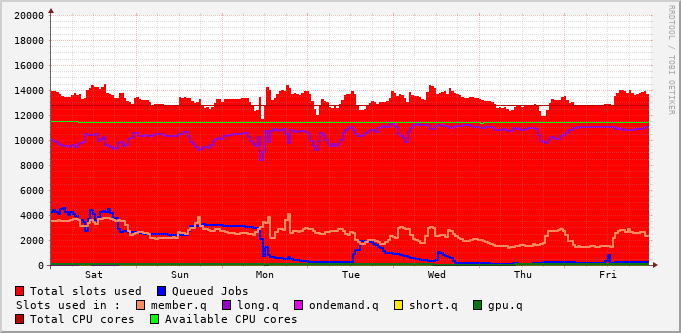 RRDTOOL / TOBI OETIKER
20000
18000
16000
14000
12000
10000
8000
6000
4000
2000
0
Sat Sun Mon Tue Wed Thu Fri
Total slots used Queued Jobs
Slots used in : member.q long.q ondemand.q short.q gpu.q
Total CPU cores Available CPU cores